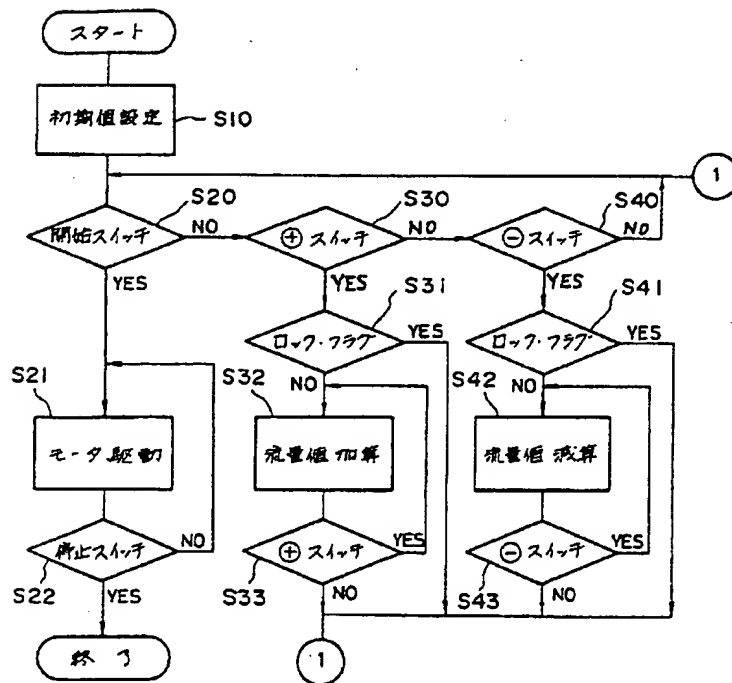 スタート
初期値設定
S10
1
S20
S30
S40
開始スイッチ
NO
⊕ スイッチ
NO
⊖ スイッチ
NO
YES
YES
YES
S31
S41
ロック・フラグ
YES
ロック・フラグ
YES
S21
S32
NO
S42
NO
モータ駆動
流量値加算
流量値減算
停止スイッチ
NO
⊕ スイッチ
YES
⊖ スイッチ
YES
S22
YES
S33
NO
S43
NO
終了
1